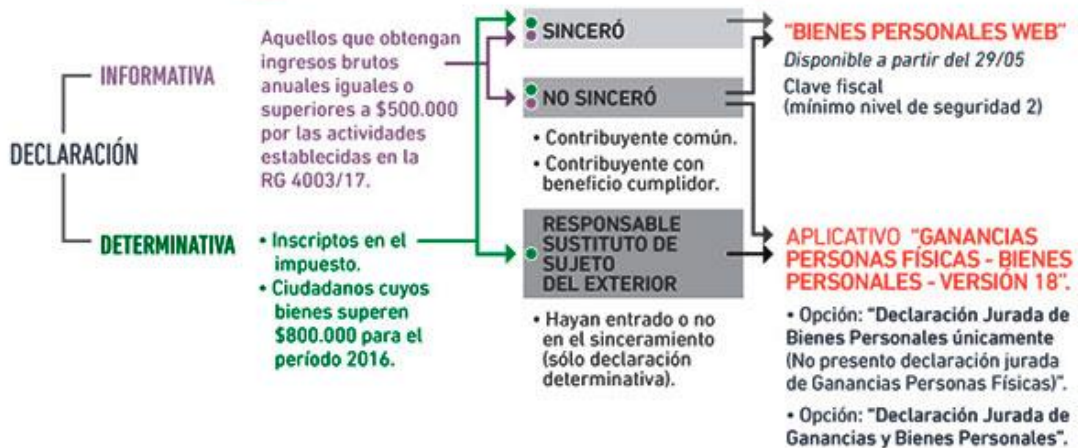 DECLARACIÓN
INFORMATIVA
Aquellos que obtengan
ingresos brutos
anuales iguales o
superiores a $500.000
por las actividades
establecidas en la
RG 4003/17.
DETERMINATIVA
• Inscriptos en el
impuesto.
• Ciudadanos cuyos
bienes superen
$800.000 para el
período 2016.
SINCERÓ
NO SINCERÓ
• Contribuyente común.
• Contribuyente con
beneficio cumplidor.
RESPONSABLE
SUSTITUTO DE
SUJETO
DEL EXTERIOR
• Hayan entrado o no
en el sinceramiento
(sólo declaración
determinativa).
"BIENES PERSONALES WEB"
Disponible a partir del 29/05
Clave fiscal
(mínimo nivel de seguridad 2)
APLICATIVO "GANANCIAS
PERSONAS FÍSICAS - BIENES
PERSONALES - VERSIÓN 18".
• Opción: "Declaración Jurada de
Bienes Personales únicamente
(No presento declaración jurada
de Ganancias Personas Físicas)".
• Opción: "Declaración Jurada de
Ganancias y Bienes Personales".